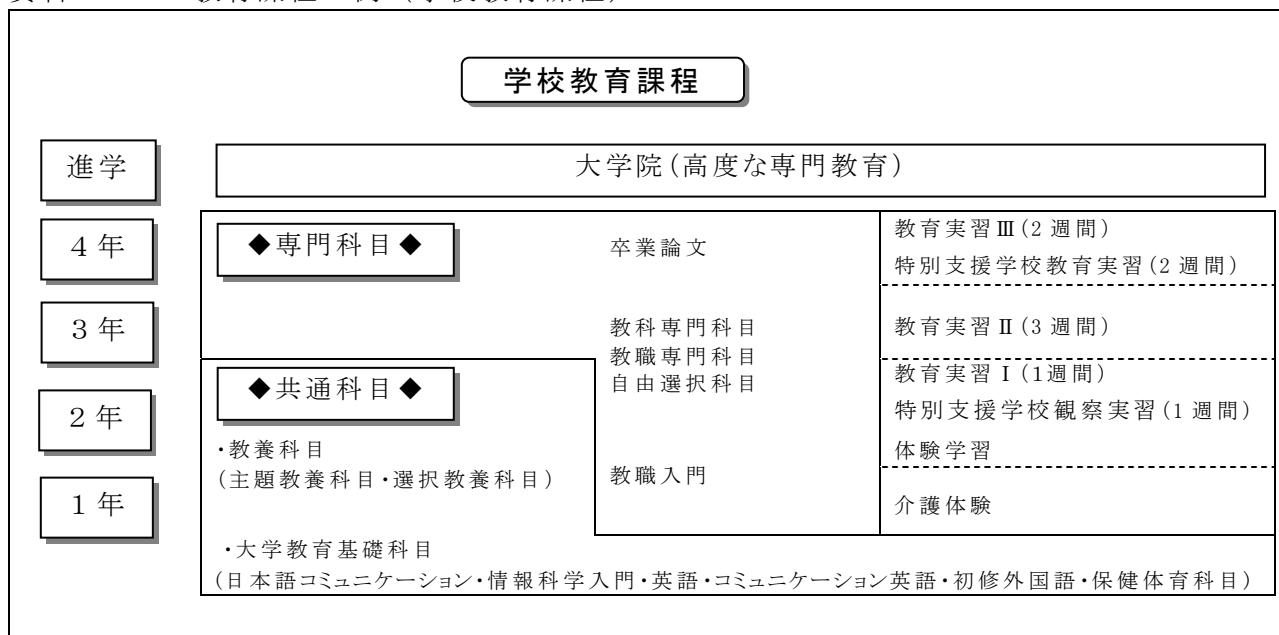 学校教育課程
進学
大学院(高度な専門教育)
4年
◆専門科目◆
卒業論文
教育実習Ⅲ(2週間)
特別支援学校教育実習(2週間)
3年
教科専門科目
教職専門科目
自由選択科目
教育実習Ⅱ(3週間)
◆共通科目◆
教育実習Ⅰ(1週間)
特別支援学校観察実習(1週間)
体験学習
2年
・教養科目
(主題教養科目・選択教養科目)
教職入門
1年
介護体験
・大学教育基礎科目
(日本語コミュニケーション・情報科学入門・英語・コミュニケーション英語・初修外国語・保健体育科目)